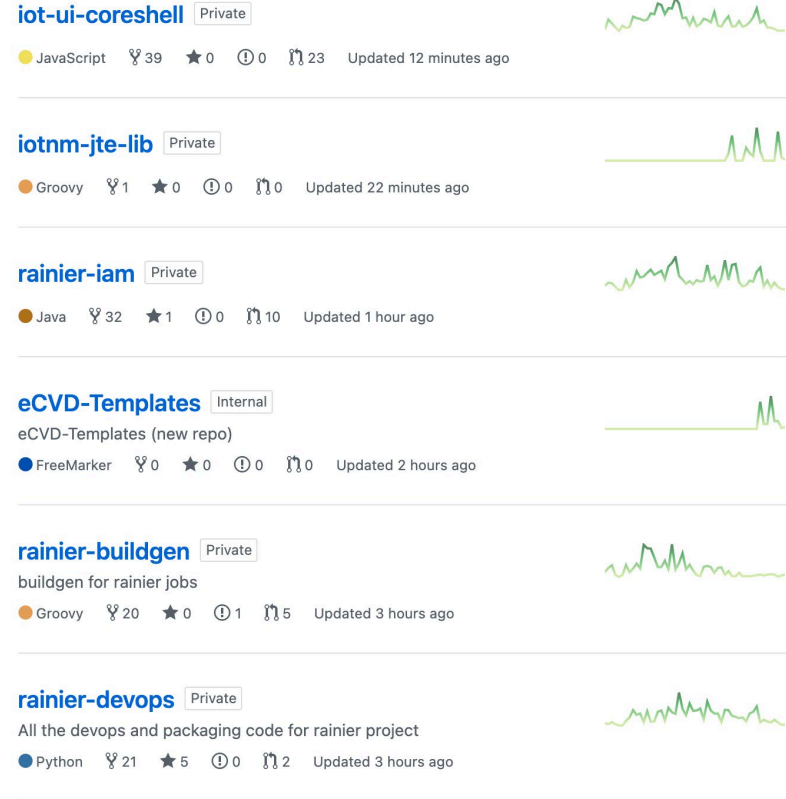 iot-ui-coreshell Private
JavaScript 39 0 0 23 Updated 12 minutes ago
iotnm-jte-lib Private
Groovy 1 0 0 0 Updated 22 minutes ago
rainier-iam Private
Java 32 1 0 10 Updated 1 hour ago
eCVD-Templates Internal
eCVD-Templates (new repo)
FreeMarker 0 0 0 0 Updated 2 hours ago
rainier-buildgen Private
buildgen for rainier jobs
Groovy 20 0 1 5 Updated 3 hours ago
rainier-devops Private
All the devops and packaging code for rainier project
Python 21 5 0 2 Updated 3 hours ago